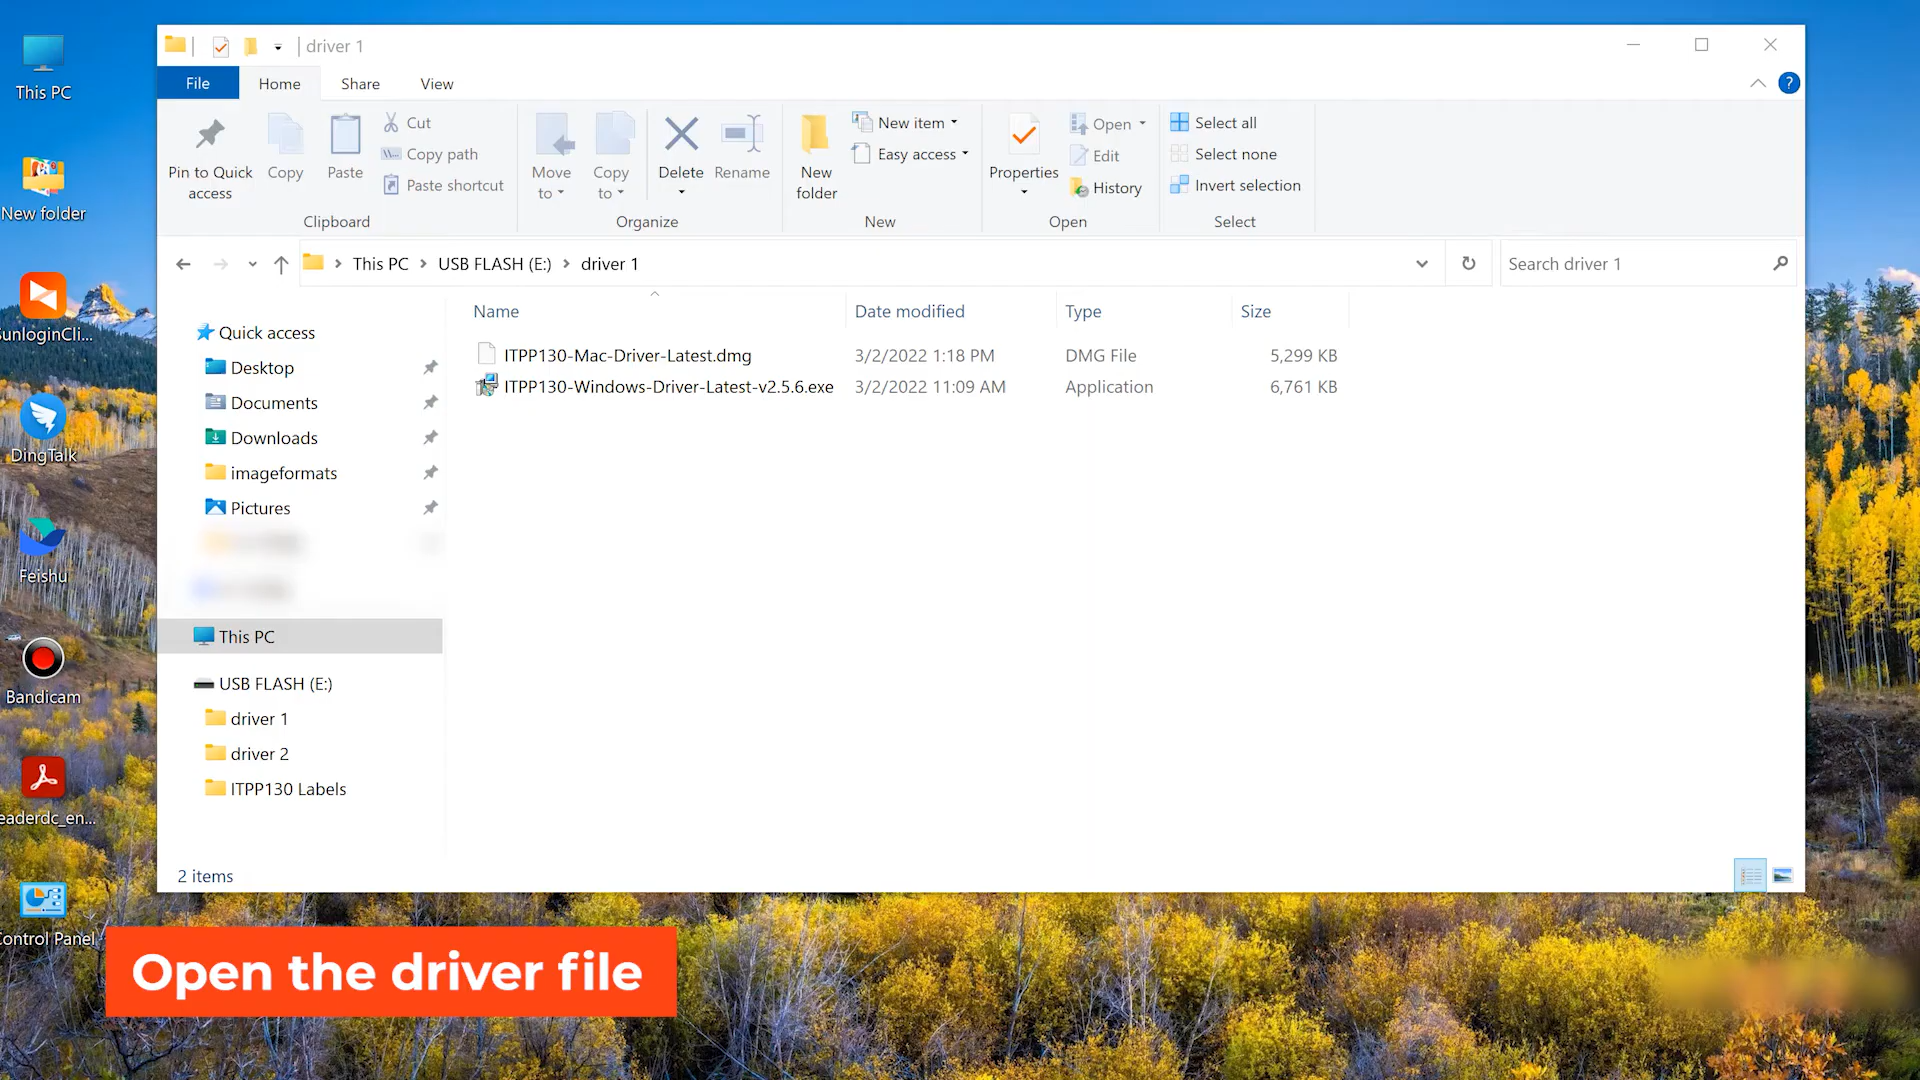 This PC
New folder
unloginCli...
DingTalk
Feishu
Bandicam
eaderdc_en...
ontrol Panel
driver 1
File
Home
Share
View
?
Pin to Quick access
Copy
Paste
Cut
Copy path
Paste shortcut
Clipboard
Move to
Copy to
Delete
Rename
Organize
New folder
New item
Easy access
New
Properties
Open
Edit
History
Open
Select all
Select none
Invert selection
Select
This PC
USB FLASH (E:)
driver 1
Search driver 1
Name
Date modified
Type
Size
ITPP130-Mac-Driver-Latest.dmg 3/2/2022 1:18 PM DMG File 5,299 KB
ITPP130-Windows-Driver-Latest-v2.5.6.exe 3/2/2022 11:09 AM Application 6,761 KB
Quick access
Desktop
Documents
Downloads
imageformats
Pictures
This PC
USB FLASH (E:)
driver 1
driver 2
ITPP130 Labels
2 items
Open the driver file